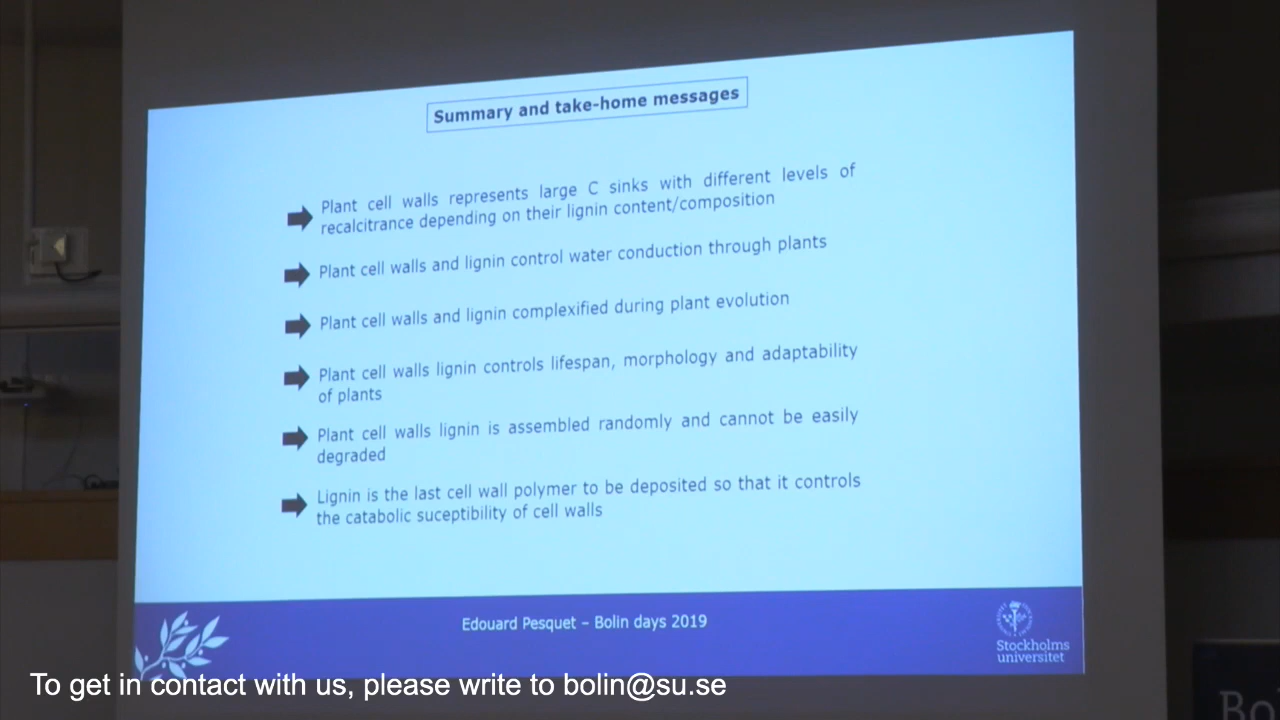 Summary and take-home messages
Plant cell walls represents large C sinks with different levels of
recalcitrance depending on their lignin content/composition
Plant cell walls and lignin control water conduction through plants
Plant cell walls and lignin complexified during plant evolution
Plant cell walls lignin controls lifespan, morphology and adaptability
of plants
Plant cell walls lignin is assembled randomly and cannot be easily
degraded
Lignin is the last cell wall polymer to be deposited so that it controls
the catabolic suceptibility of cell walls
Edouard Pesquet – Bolin days 2019
Stockholms
universitet
To get in contact with us, please write to bolin@su.se
Bo